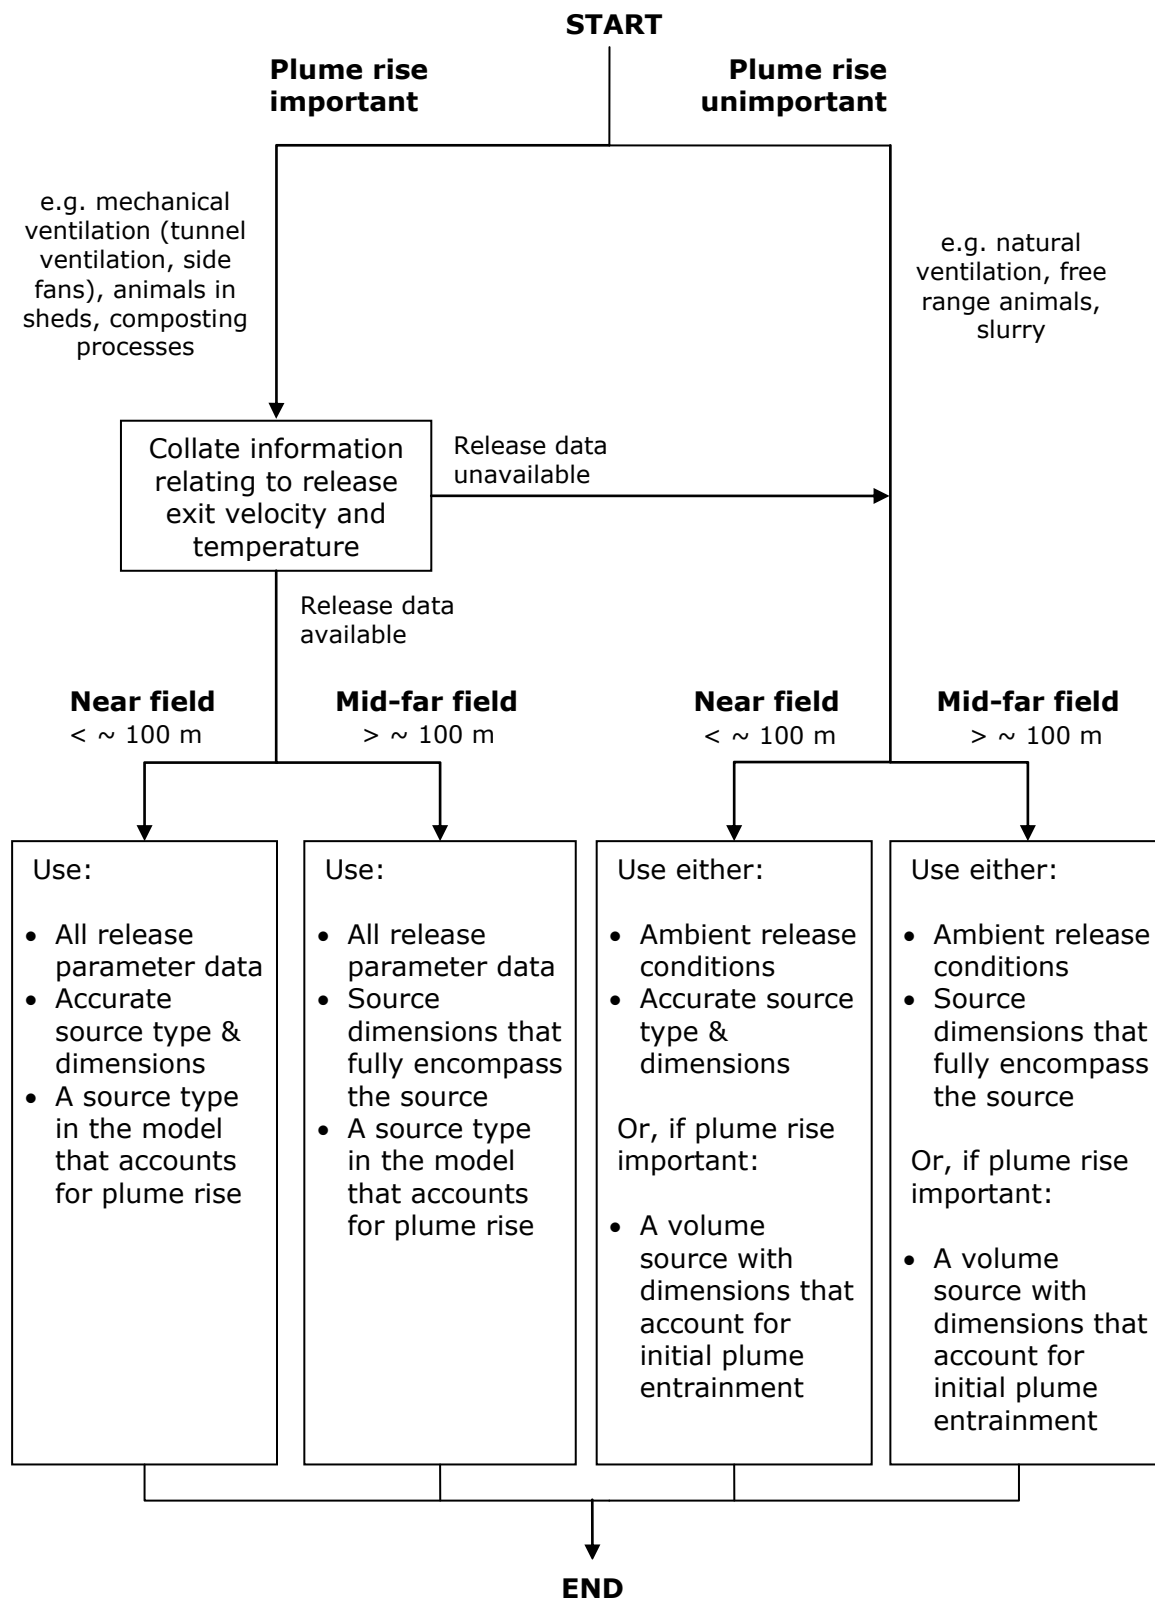 START
Plume rise
important
Plume rise
unimportant
e.g. mechanical
ventilation (tunnel
ventilation, side
fans), animals in
sheds, composting
processes
e.g. natural
ventilation, free
range animals,
slurry
Collate information
relating to release
exit velocity and
temperature
Release data
unavailable
Release data
available
Near field
< ~ 100 m
Mid-far field
> ~ 100 m
Near field
< ~ 100 m
Mid-far field
> ~ 100 m
Use:
• All release
parameter data
• Accurate
source type &
dimensions
• A source type
in the model
that accounts
for plume rise
Use:
• All release
parameter data
• Source
dimensions that
fully encompass
the source
• A source type
in the model
that accounts
for plume rise
Use either:
• Ambient release
conditions
• Accurate source
type &
dimensions
Or, if plume rise
important:
• A volume
source with
dimensions that
account for
initial plume
entrainment
Use either:
• Ambient release
conditions
• Source
dimensions that
fully encompass
the source
Or, if plume rise
important:
• A volume
source with
dimensions that
account for
initial plume
entrainment
END